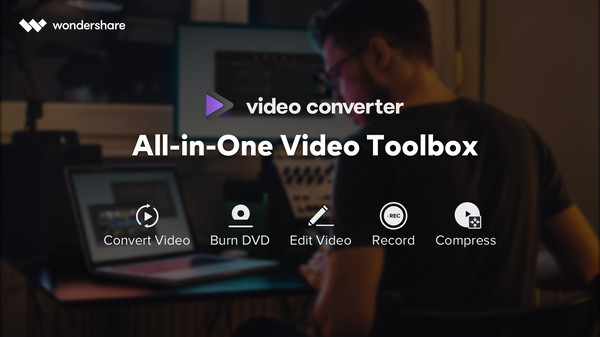 wondershare
video converter
All-in-One Video Toolbox
REC
Convert Video Burn DVD Edit Video Record Compress